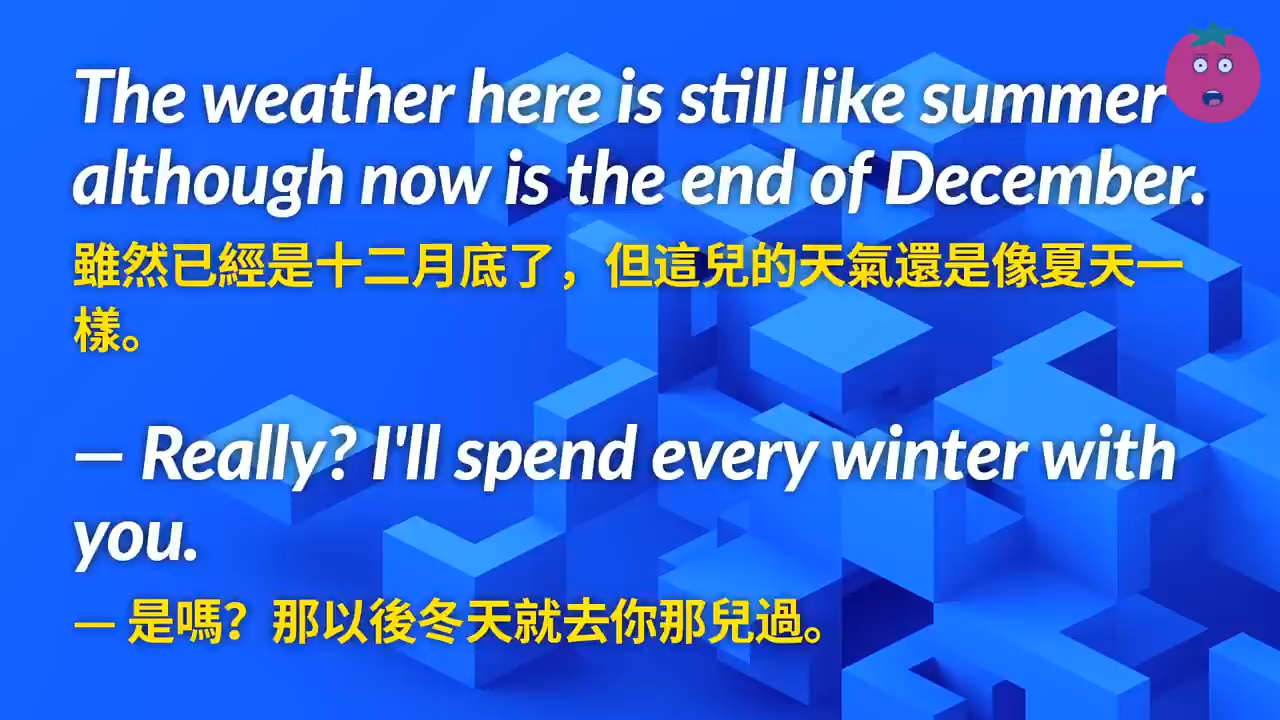 The weather here is still like summer
although now is the end of December.
雖然已經是十二月底了，但這兒的天氣還是像夏天一
樣。
— Really? I'll spend every winter with
you.
— 是嗎？那以後冬天就去你那兒過。